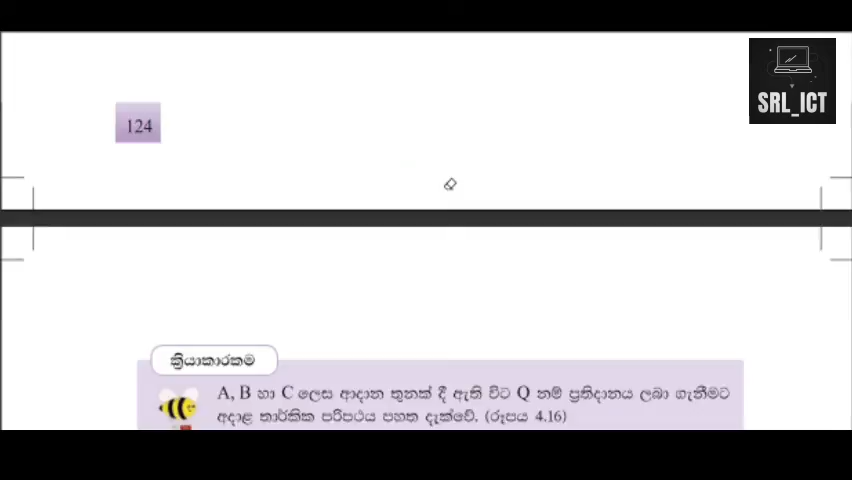 SRL_ICT
124
ක්‍රියාකාරකම
A, B හා C ලෙස ආදාන තුනක් දී ඇති විට Q නම් ප්‍රතිදානය ලබා ගැනීමට
අදාළ තාර්කික පරිපථය පහත දැක්වේ. (රූපය 4.16)